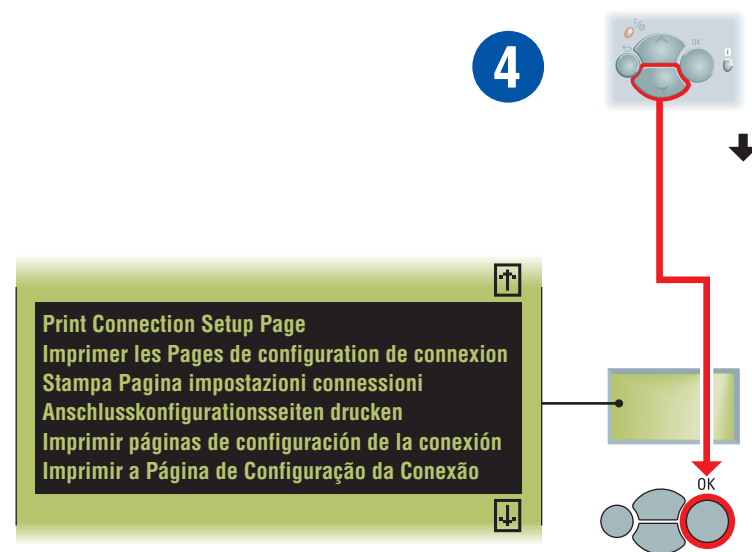 4
OK
Print Connection Setup Page
Imprimer les Pages de configuration de connexion
Stampa Pagina impostazioni connessioni
Anschlusskonfigurationsseiten drucken
Imprimir páginas de configuración de la conexión
Imprimir a Página de Configuração da Conexão
OK